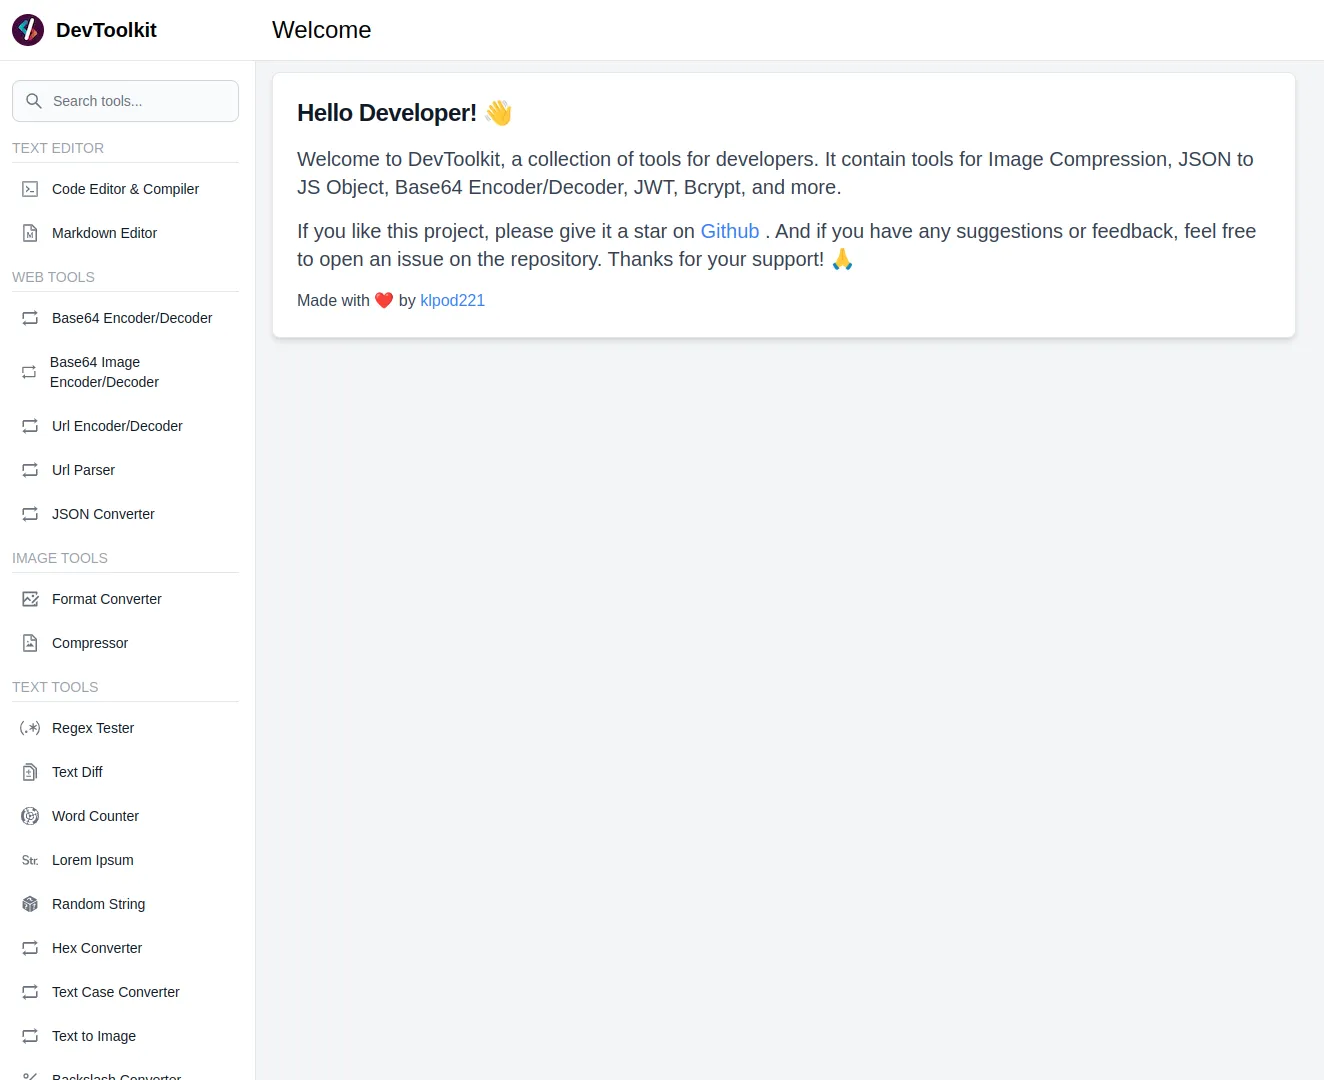 DevToolkit
Welcome
Search tools...
TEXT EDITOR
Code Editor & Compiler
Markdown Editor
WEB TOOLS
Base64 Encoder/Decoder
Base64 Image
Encoder/Decoder
Url Encoder/Decoder
Url Parser
JSON Converter
IMAGE TOOLS
Format Converter
Compressor
TEXT TOOLS
Regex Tester
Text Diff
Word Counter
Str. Lorem Ipsum
Random String
Hex Converter
Text Case Converter
Text to Image
Backslash Converter
Hello Developer! 👋
Welcome to DevToolkit, a collection of tools for developers. It contain tools for Image Compression, JSON to
JS Object, Base64 Encoder/Decoder, JWT, Bcrypt, and more.
If you like this project, please give it a star on Github . And if you have any suggestions or feedback, feel free
to open an issue on the repository. Thanks for your support! 🙏
Made with ❤️ by klpod221